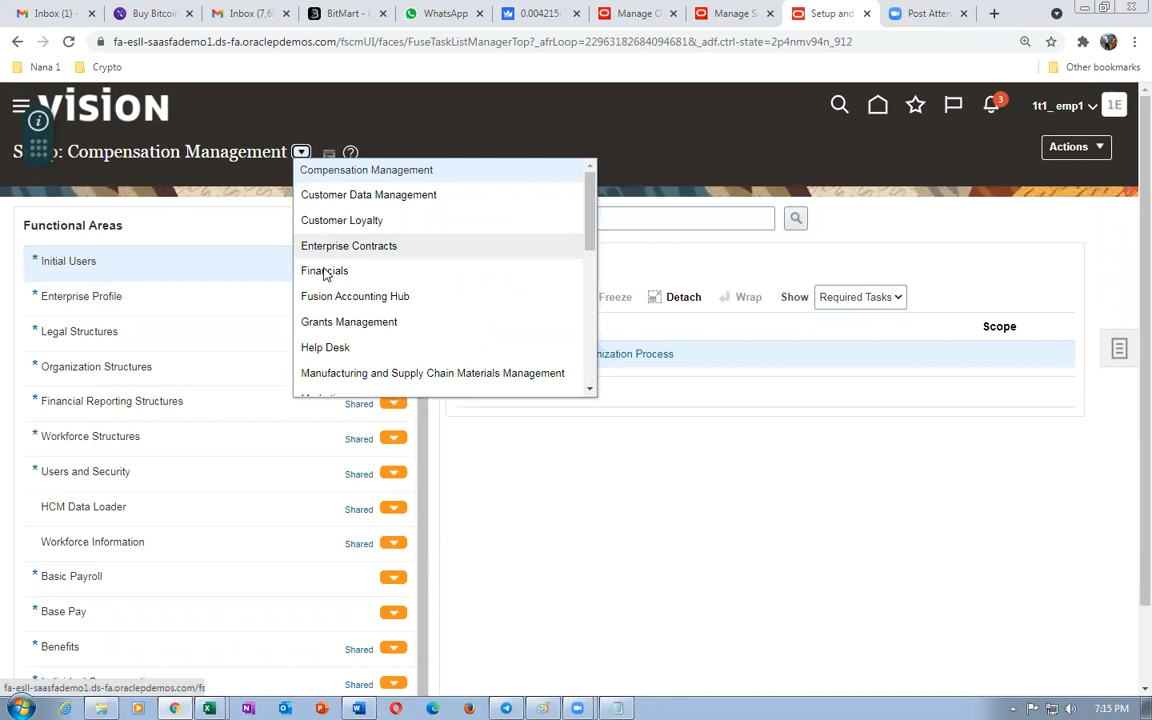 Inbox (1)
Buy Bitcoin
Inbox (7,6
BitMart -
WhatsApp
0.004215:
Manage C
Manage S
Setup and
Post Atten
fa-esll-saasfademo1.ds-fa.oraclepdemos.com/fscmUI/faces/FuseTaskListManagerTop?_afrLoop=22963182684094681&_adf.ctrl-state=2p4nmv94n_912
Nana 1
Crypto
Other bookmarks
VISION
3
1t1_ emp1
1E
: Compensation Management
Actions
Compensation Management
Customer Data Management
Customer Loyalty
Enterprise Contracts
Financials
Fusion Accounting Hub
Grants Management
Help Desk
Manufacturing and Supply Chain Materials Management
Functional Areas
* Initial Users
* Enterprise Profile
* Legal Structures
* Organization Structures
* Financial Reporting Structures
Shared
* Workforce Structures
Shared
* Users and Security
Shared
HCM Data Loader
Shared
Workforce Information
Shared
* Basic Payroll
* Base Pay
* Benefits
Shared
Shared
Freeze
Detach
Wrap
Show
Required Tasks
Scope
nization Process
fa-esll-saasfademo1.ds-fa.oraclepdemos.com/fs
7:15 PM